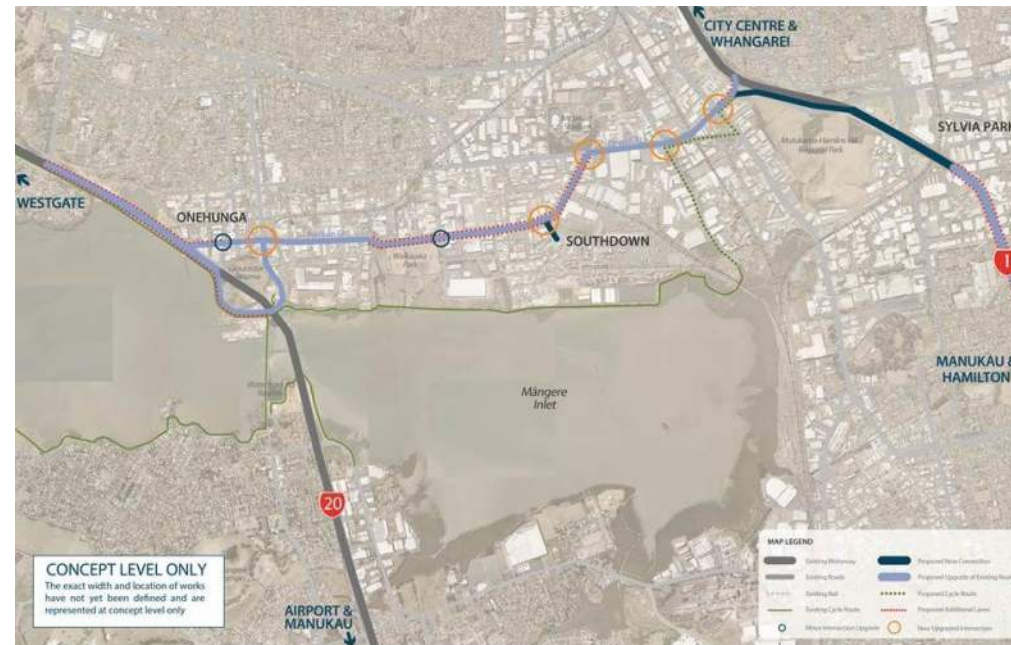 CITY CENTRE &
WHANGAREI
SYLVIA PARK
WESTGATE
ONEHUNGA
SOUTHDOWN
1
MANUKAU &
HAMILTON
Māngere
Inlet
20
AIRPORT &
MANUKAU
CONCEPT LEVEL ONLY
The exact width and location of works
have not yet been defined and are
represented at concept level only
MAP LEGEND
Existing Motorway
Proposed New Connection
Existing Roads
Proposed Upgrade of Existing Road
Existing Rail
Proposed Cycle Route
Existing Cycle Route
Proposed Additional Lanes
Minor Intersection Upgrade
New/Upgraded Intersection